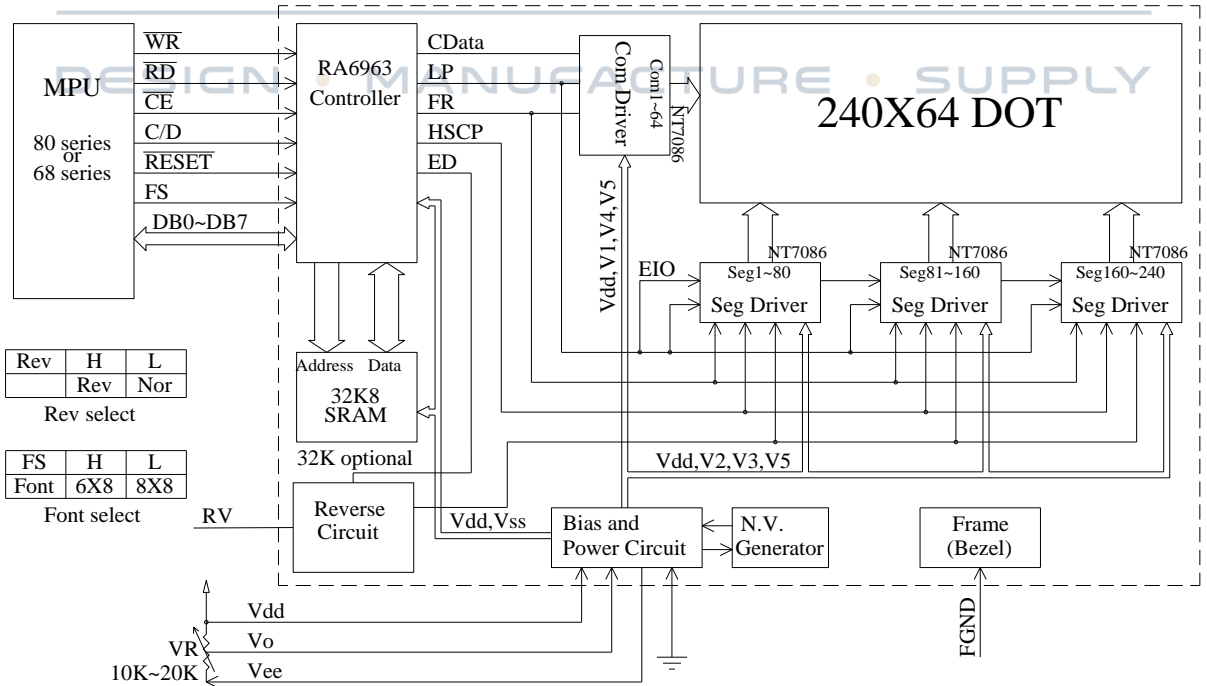 DESIGN • MANUFACTURE • SUPPLY
MPU
80 series
or
68 series
WR
RD
CE
C/D
RESET
FS
DB0~DB7
RA6963
Controller
CData
LP
FR
HSCP
ED
Com Driver
Com1~64
NT7086
240X64 DOT
Vdd,V1,V4,V5
NT7086
NT7086
NT7086
EIO
Seg1~80
Seg Driver
Seg81~160
Seg Driver
Seg160~240
Seg Driver
Address
Data
32K8
SRAM
32K optional
Rev H L
Rev Nor
Rev select
FS H L
Font 6X8 8X8
Font select
RV
Reverse
Circuit
Vdd,Vss
Vdd,V2,V3,V5
Bias and
Power Circuit
N.V.
Generator
Frame
(Bezel)
FGND
Vdd
VR
Vo
10K~20K
Vee